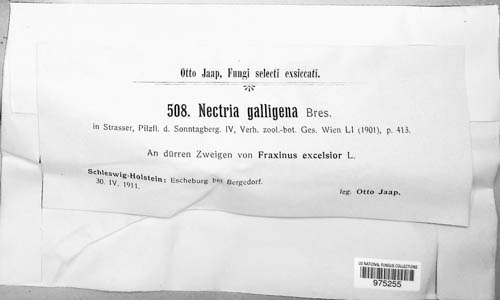 Otto Jaap, Fungi selecti exsiccati.
508. Nectria galligena Bres.
in Strasser, Pilzfl. d. Sonntagberg. IV, Verh. zool.-bot. Ges. Wien LI (1901), p. 413.
An dürren Zweigen von Fraxinus excelsior L.
Schleswig-Holstein: Escheburg bei Bergedorf.
30. IV. 1911.
leg. Otto Jaap.
US NATIONAL FUNGUS COLLECTIONS
975255